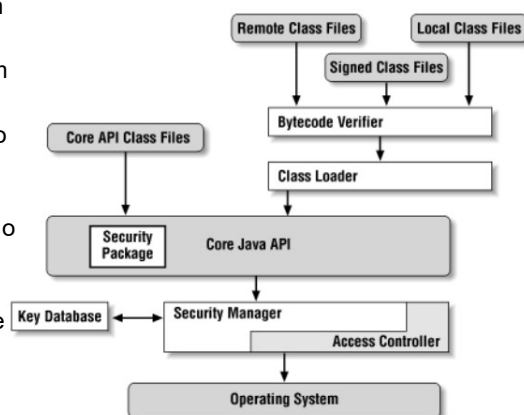 Remote Class Files
Local Class Files
Signed Class Files
Bytecode Verifier
Core API Class Files
Class Loader
Security
Package
Core Java API
Key Database
Security Manager
Access Controller
Operating System